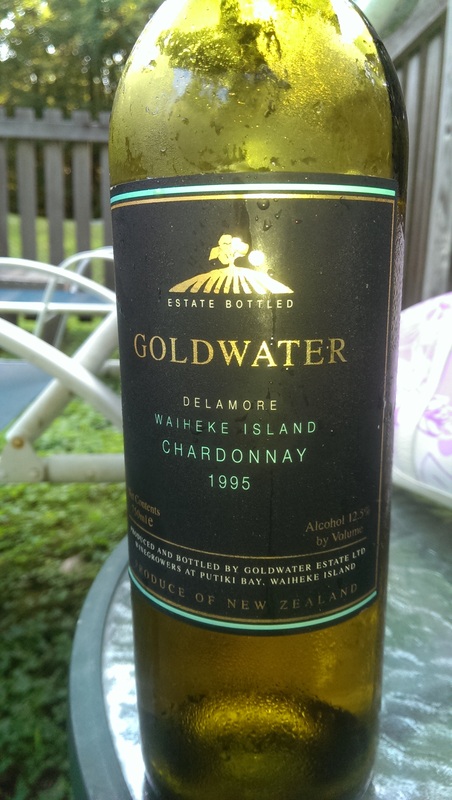 ESTATE BOTTLED
GOLDWATER
DELAMORE
WAIHEKE ISLAND
CHARDONNAY
1995
Contents
Alcohol 12.5%
by Volume
PRODUCED AND BOTTLED BY GOLDWATER ESTATE LTD
WINEGROWERS AT PUTIKI BAY, WAIHEKE ISLAND
PRODUCE OF NEW ZEALAND